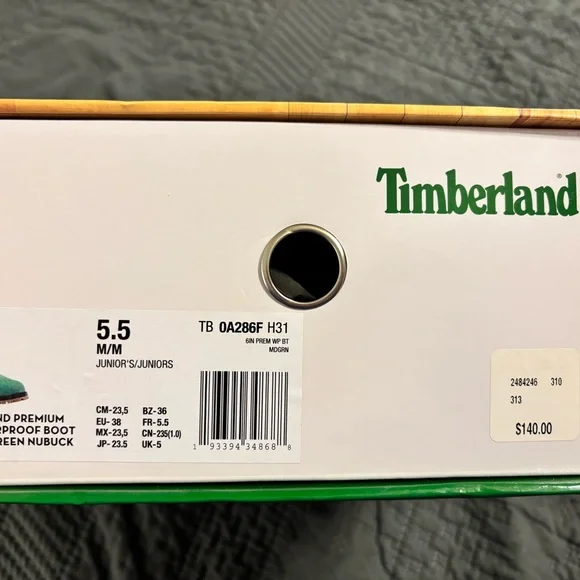 Timberland®
5.5
M/M
JUNIOR'S/JUNIORS
TB 0A286F H31
6IN PREM WP BT
MDGRN
ND PREMIUM
RPROOF BOOT
REEN NUBUCK
CM-23,5 BZ-36
EU- 38 FR-5.5
MX-23,5 CN-235(1.0)
JP- 23.5 UK-5
1 93394 34868 8
2484246 310
313
$140.00